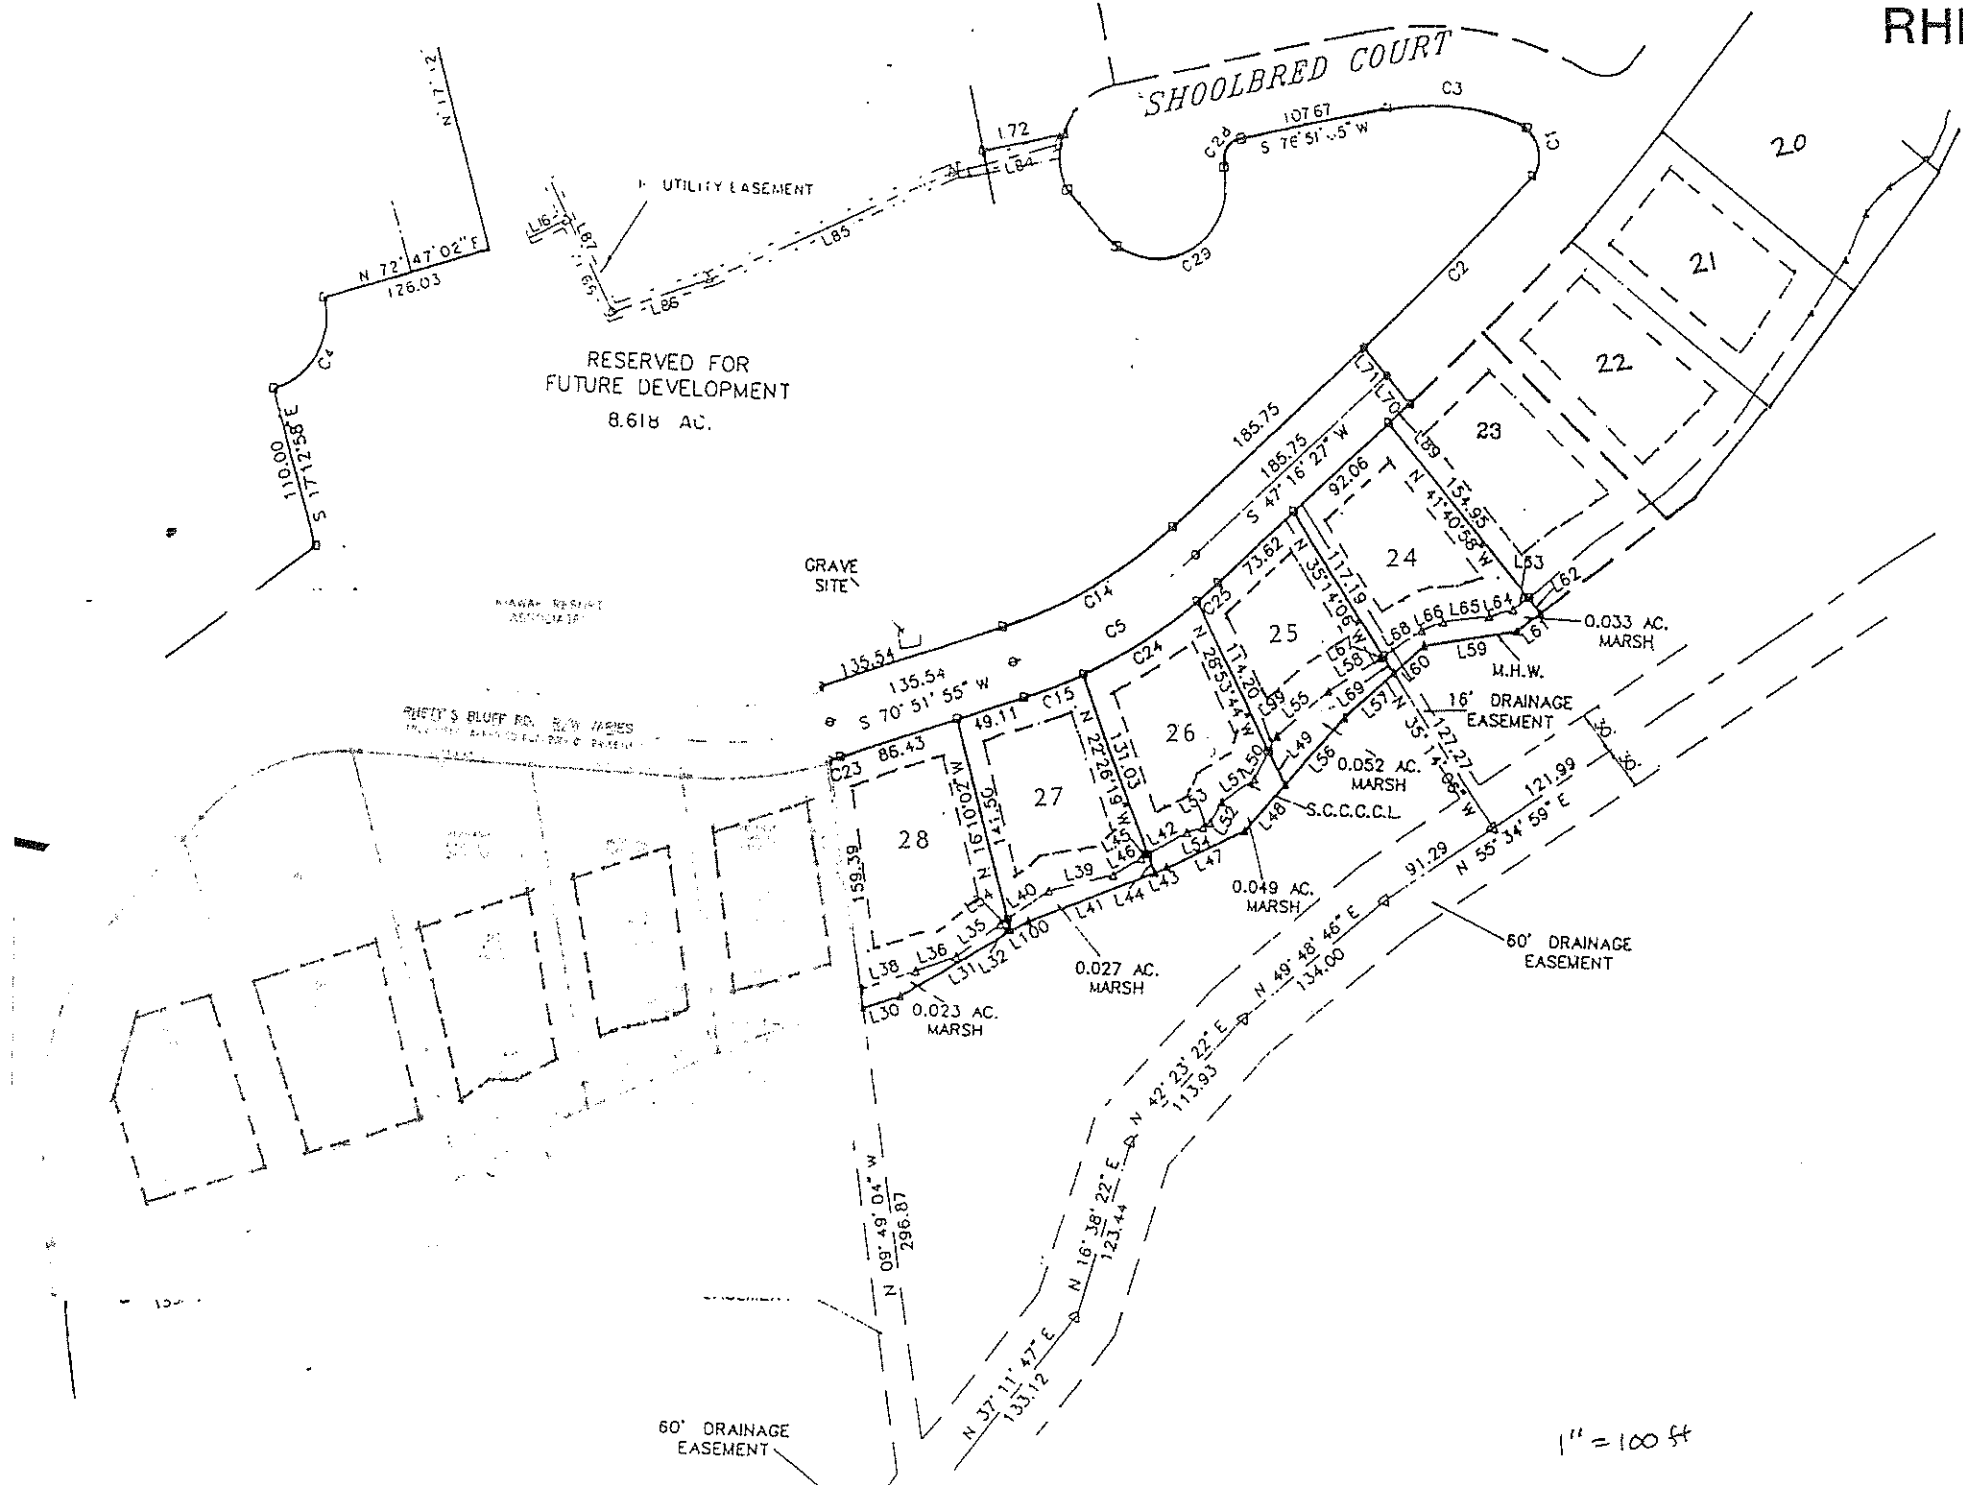 RH
SHOOLBRED COURT
C3
10767
C28
C1
20
1.72
L84
UTILITY EASEMENT
L16
L87
L85
C29
C2
21
N 72° 47' 02" E
126.03
L86
59.
C4
RESERVED FOR
FUTURE DEVELOPMENT
8.618 AC.
22
L71
L70
S 17°12'58" E
110.00
185.75
185.75
S 47° 16' 27" W
92.06
L89
23
154.95
N 41°40'58" W
GRAVE
SITE
73.62
N 35°14'06" W
117.19
24
L63
L62
C14
C5
C25
C24
25
L68
L66
L65
L64
L61
0.033 AC.
MARSH
135.54
135.54
S 70° 51' 55" W
N 28°53'44" W
114.20
L67
L58
L60
L59
M.H.W.
C15
49.11
L99
L55
L69
L57
16' DRAINAGE
EASEMENT
86.43
C23
26
N 22°26'19" W
131.03
L50
L49
L56
N 35° 14' 06" W
127.27
30'
30'
0.052 AC.
MARSH
121.99
27
N 16°10'02" W
141.50
L53
L51
L52
L48
S.C.C.C.C.L.
28
159.39
L45
L46
L42
L54
L47
L43
91.29
N 55° 34' 59" E
L39
L44
L40
L41
0.049 AC.
MARSH
L34
L35
L100
L36
L38
L31
L32
N 49° 48' 46" E
134.00
60' DRAINAGE
EASEMENT
0.027 AC.
MARSH
L30
0.023 AC.
MARSH
N 42° 23' 22" E
113.93
N 09° 49' 04" W
296.87
N 16° 38' 22" E
123.44
N 37° 11' 47" E
133.12
60' DRAINAGE
EASEMENT
1" = 100 ft